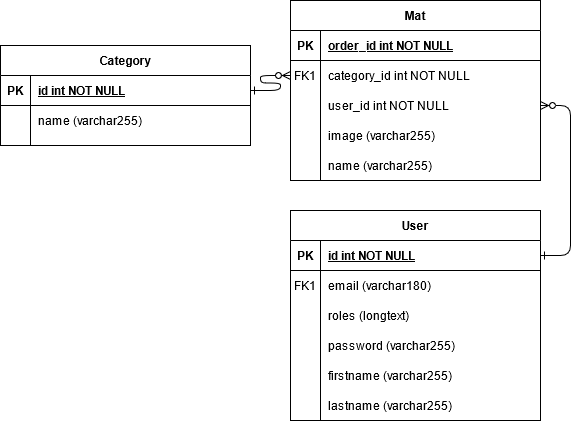 Category
PK id int NOT NULL
name (varchar255)
Mat
PK order_id int NOT NULL
FK1 category_id int NOT NULL
user_id int NOT NULL
image (varchar255)
name (varchar255)
User
PK id int NOT NULL
FK1 email (varchar180)
roles (longtext)
password (varchar255)
firstname (varchar255)
lastname (varchar255)